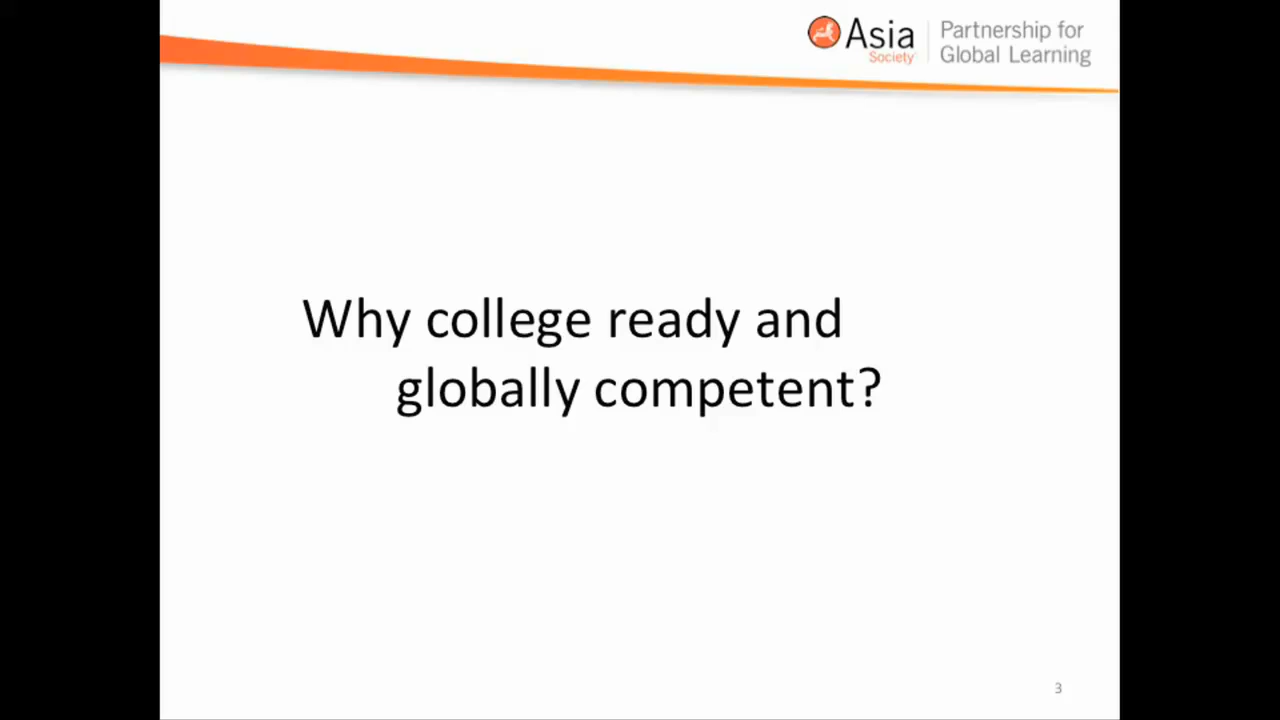 Asia
Society
Partnership for
Global Learning
Why college ready and
globally competent?
3